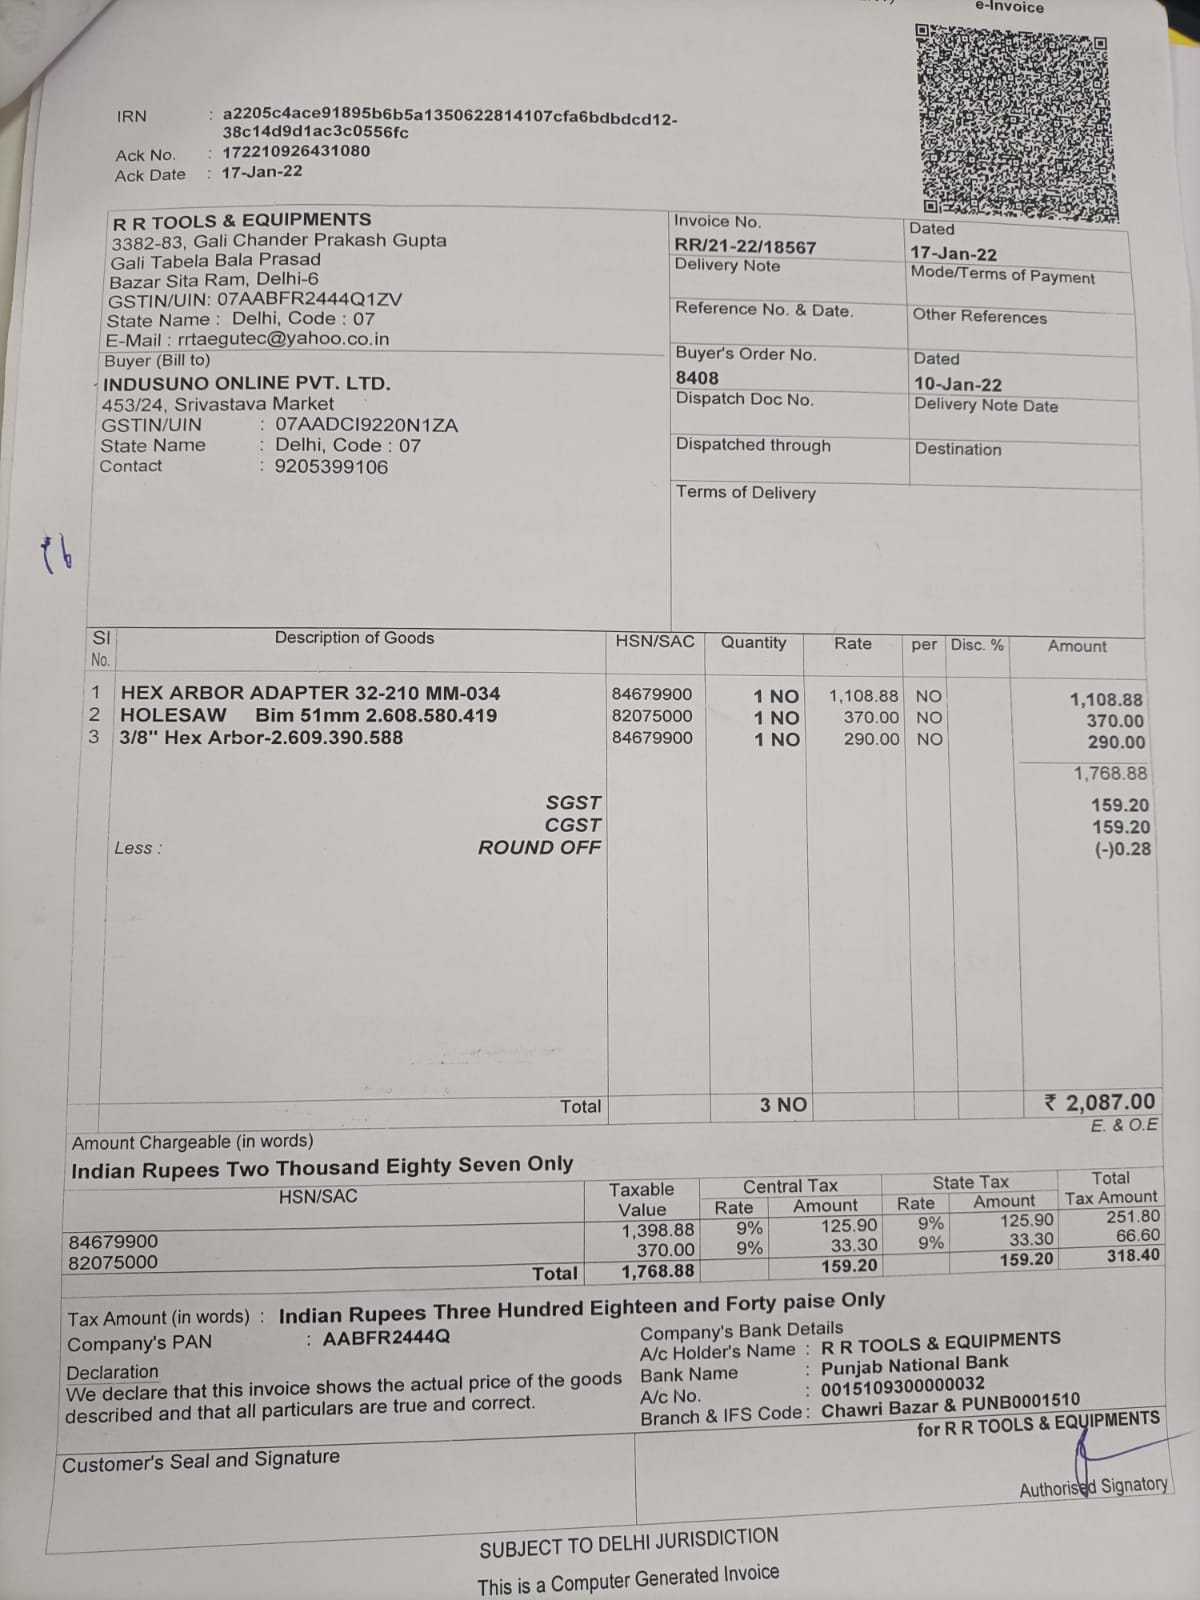 e-Invoice
IRN : a2205c4ace91895b6b5a1350622814107cfa6bdbdcd12-
38c14d9d1ac3c0556fc
Ack No. : 172210926431080
Ack Date : 17-Jan-22
R R TOOLS & EQUIPMENTS
3382-83, Gali Chander Prakash Gupta
Gali Tabela Bala Prasad
Bazar Sita Ram, Delhi-6
GSTIN/UIN: 07AABFR2444Q1ZV
State Name : Delhi, Code : 07
E-Mail : rrtaegutec@yahoo.co.in
Buyer (Bill to)
INDUSUNO ONLINE PVT. LTD.
453/24, Srivastava Market
GSTIN/UIN : 07AADCI9220N1ZA
State Name : Delhi, Code : 07
Contact : 9205399106
Invoice No. Dated
RR/21-22/18567 17-Jan-22
Delivery Note Mode/Terms of Payment
Reference No. & Date. Other References
Buyer's Order No. Dated
8408 10-Jan-22
Dispatch Doc No. Delivery Note Date
Dispatched through Destination
Terms of Delivery
Sl Description of Goods HSN/SAC Quantity Rate per Disc. % Amount
No.
1 HEX ARBOR ADAPTER 32-210 MM-034 84679900 1 NO 1,108.88 NO 1,108.88
2 HOLESAW Bim 51mm 2.608.580.419 82075000 1 NO 370.00 NO 370.00
3 3/8" Hex Arbor-2.609.390.588 84679900 1 NO 290.00 NO 290.00
1,768.88
SGST 159.20
CGST 159.20
Less : ROUND OFF (-)0.28
Total 3 NO ₹ 2,087.00
Amount Chargeable (in words) E. & O.E
Indian Rupees Two Thousand Eighty Seven Only
HSN/SAC Taxable Central Tax State Tax Total
Value Rate Amount Rate Amount Tax Amount
84679900 1,398.88 9% 125.90 9% 125.90 251.80
82075000 370.00 9% 33.30 9% 33.30 66.60
Total 1,768.88 159.20 159.20 318.40
Tax Amount (in words) : Indian Rupees Three Hundred Eighteen and Forty paise Only
Company's PAN : AABFR2444Q
Declaration
We declare that this invoice shows the actual price of the goods
described and that all particulars are true and correct.
Company's Bank Details
A/c Holder's Name : R R TOOLS & EQUIPMENTS
Bank Name : Punjab National Bank
A/c No. : 0015109300000032
Branch & IFS Code : Chawri Bazar & PUNB0001510
for R R TOOLS & EQUIPMENTS
Customer's Seal and Signature
Authorised Signatory
SUBJECT TO DELHI JURISDICTION
This is a Computer Generated Invoice